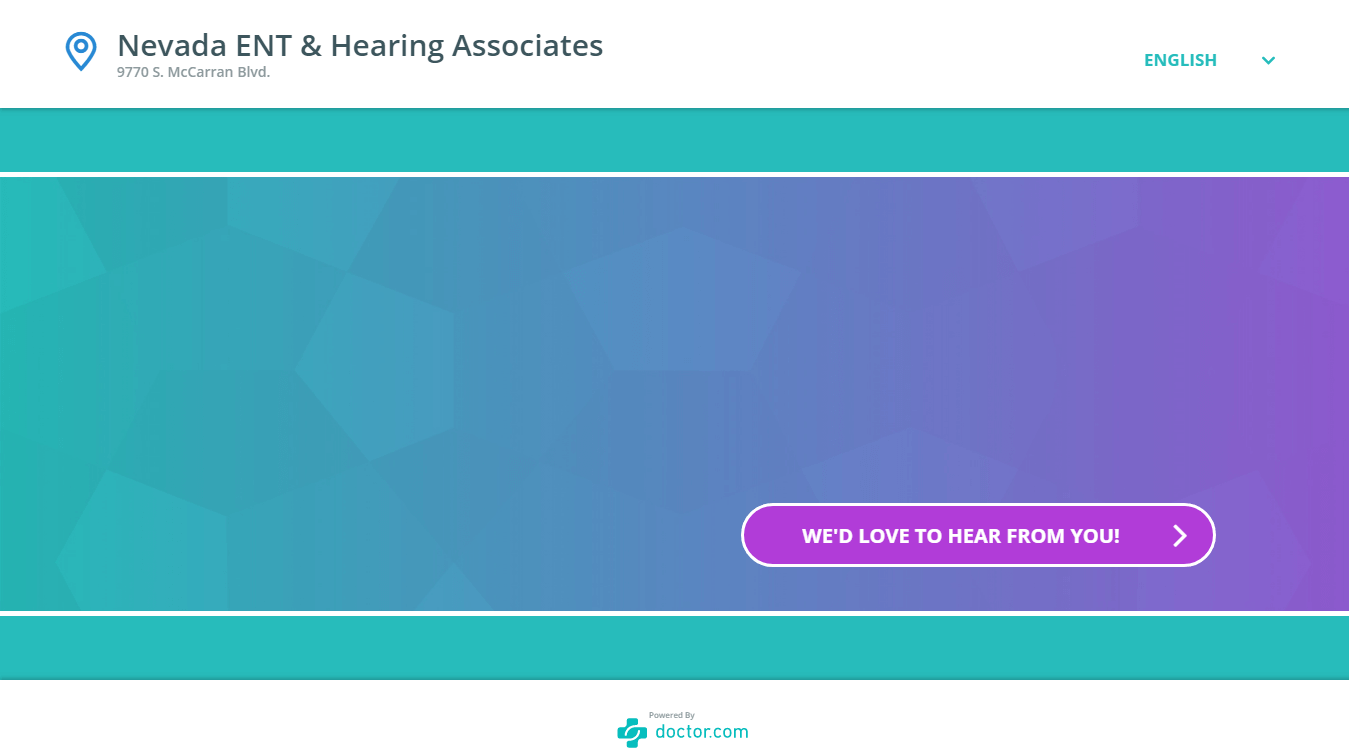 Nevada ENT & Hearing Associates
9770 S. McCarran Blvd.
ENGLISH
WE'D LOVE TO HEAR FROM YOU!
Powered By
doctor.com